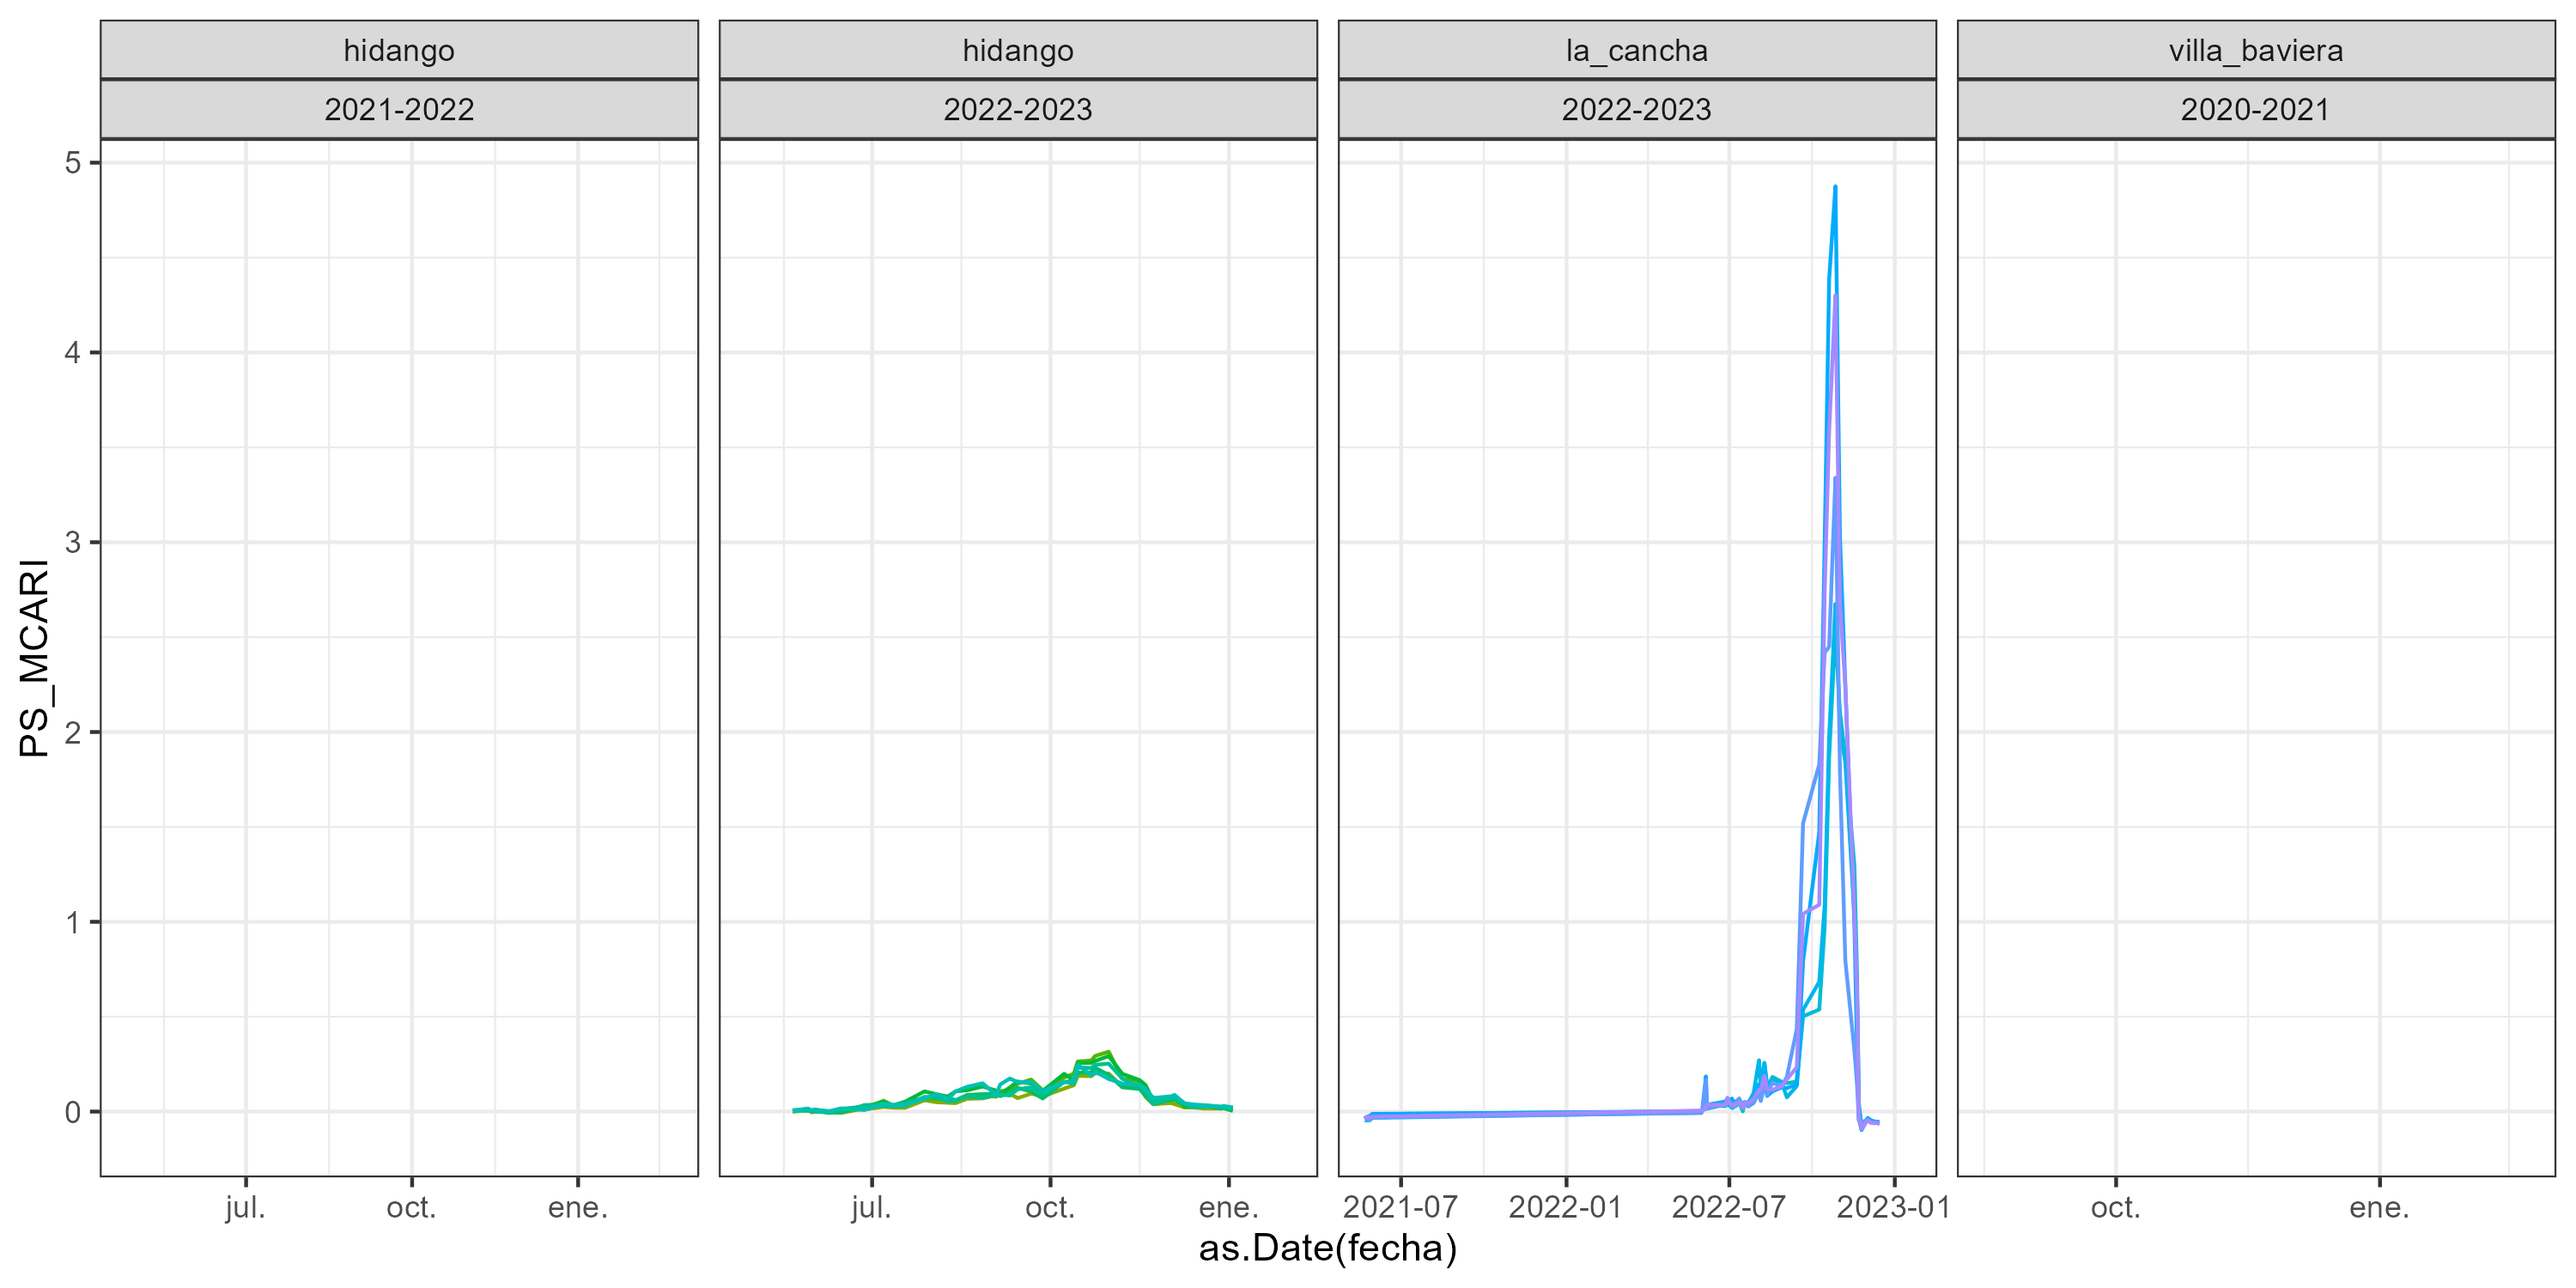 hidango
hidango
la_cancha
villa_baviera
2021-2022
2022-2023
2022-2023
2020-2021
5
4
3
2
1
0
PS_MCARI
jul.
oct.
ene.
jul.
oct.
ene.
2021-07
2022-01
2022-07
2023-01
oct.
ene.
as.Date(fecha)